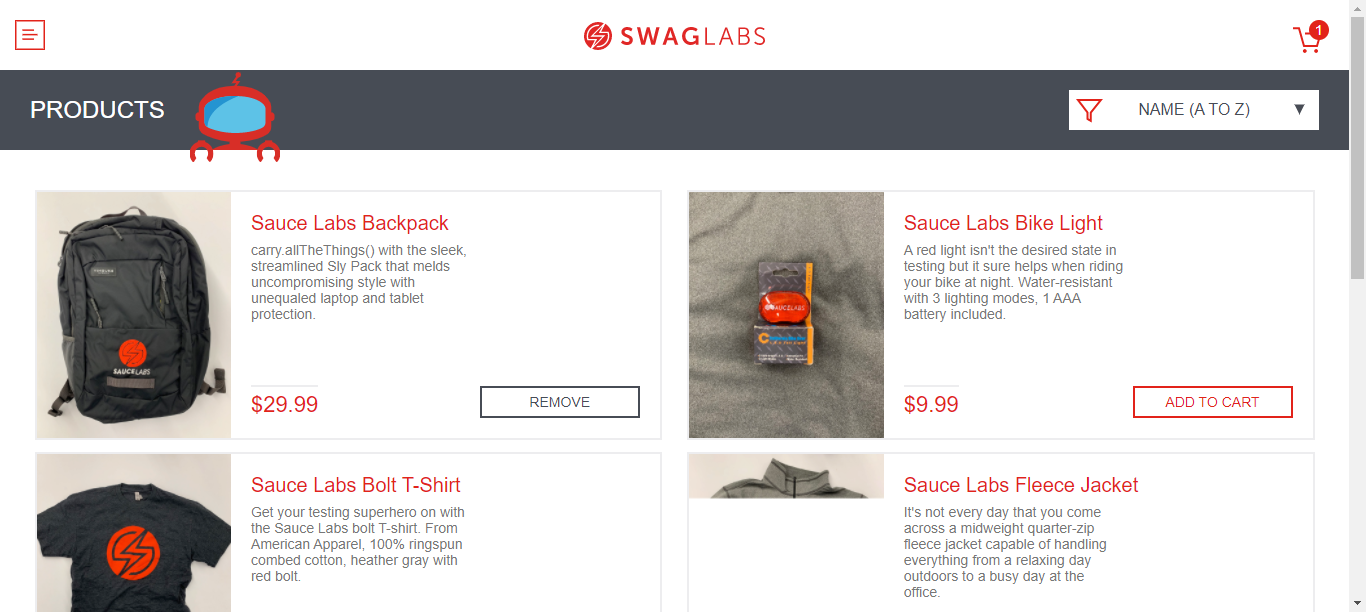 SWAGLABS
1
PRODUCTS
NAME (A TO Z)
Sauce Labs Backpack
carry.allTheThings() with the sleek,
streamlined Sly Pack that melds
uncompromising style with
unequaled laptop and tablet
protection.
$29.99
REMOVE
SAUCELABS
Sauce Labs Bike Light
A red light isn't the desired state in
testing but it sure helps when riding
your bike at night. Water-resistant
with 3 lighting modes, 1 AAA
battery included.
$9.99
ADD TO CART
SAUCELABS
Sauce Labs Bolt T-Shirt
Get your testing superhero on with
the Sauce Labs bolt T-shirt. From
American Apparel, 100% ringspun
combed cotton, heather gray with
red bolt.
Sauce Labs Fleece Jacket
It's not every day that you come
across a midweight quarter-zip
fleece jacket capable of handling
everything from a relaxing day
outdoors to a busy day at the
office.